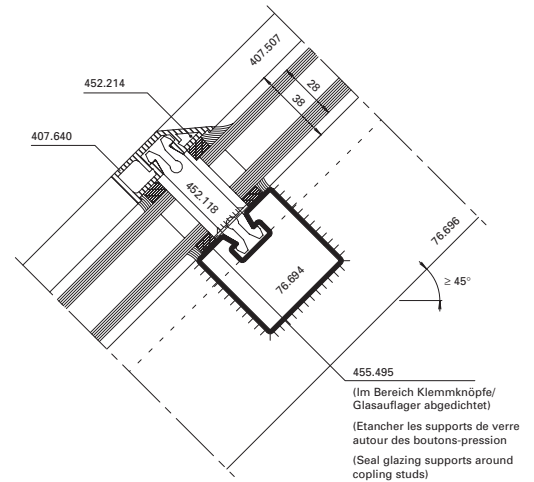 407.507
452.214
28
38
407.640
452.118
76.696
76.694
≥ 45°
455.495
(Im Bereich Klemmknöpfe/
Glasauflager abgedichtet)
(Etancher les supports de verre
autour des boutons-pression
(Seal glazing supports around
copling studs)